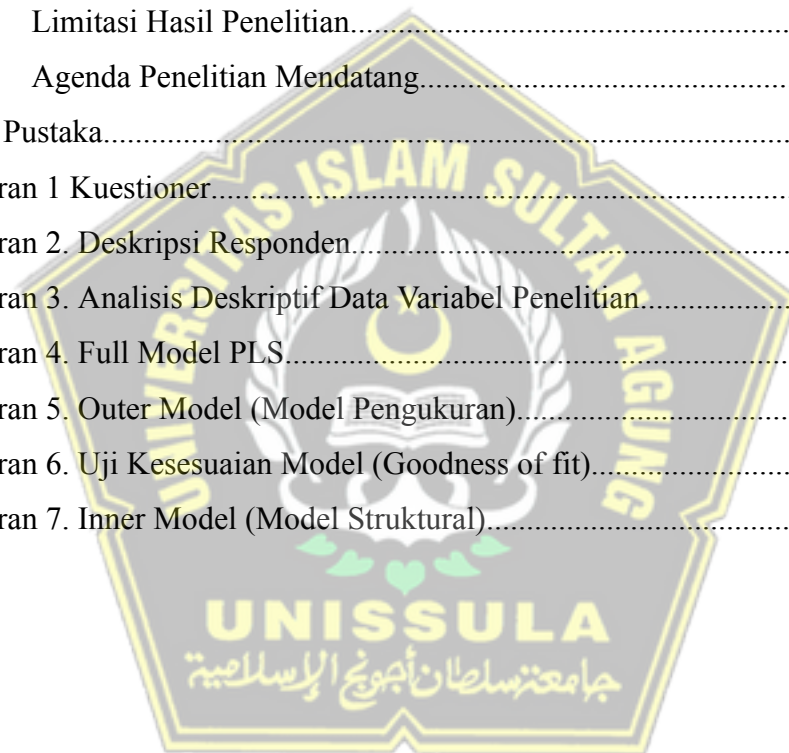 Limitasi Hasil Penelitian....................................................................
Agenda Penelitian Mendatang.........................................................
Pustaka..............................................................................................
ran 1 Kuestioner................................................................................
ran 2. Deskripsi Responden...............................................................
ran 3. Analisis Deskriptif Data Variabel Penelitian...........................
ran 4. Full Model PLS.......................................................................
ran 5. Outer Model (Model Pengukuran)..........................................
ran 6. Uji Kesesuaian Model (Goodness of fit)................................
ran 7. Inner Model (Model Struktural)..............................................
UNIVERSITAS ISLAM SULTAN AGUNG
UNISSULA
جامعة سلطان أجونج الإسلامية